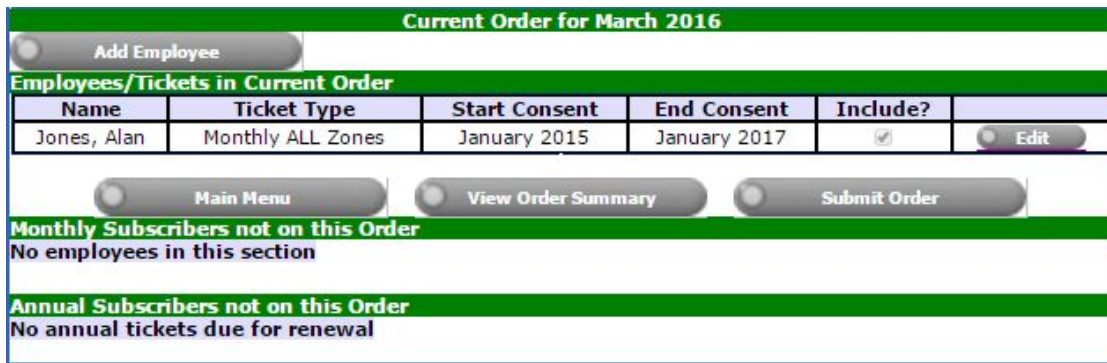 Current Order for March 2016
Add Employee
Employees/Tickets in Current Order
Name Ticket Type Start Consent End Consent Include?
Jones, Alan Monthly ALL Zones January 2015 January 2017 Edit
Main Menu View Order Summary Submit Order
Monthly Subscribers not on this Order
No employees in this section
Annual Subscribers not on this Order
No annual tickets due for renewal